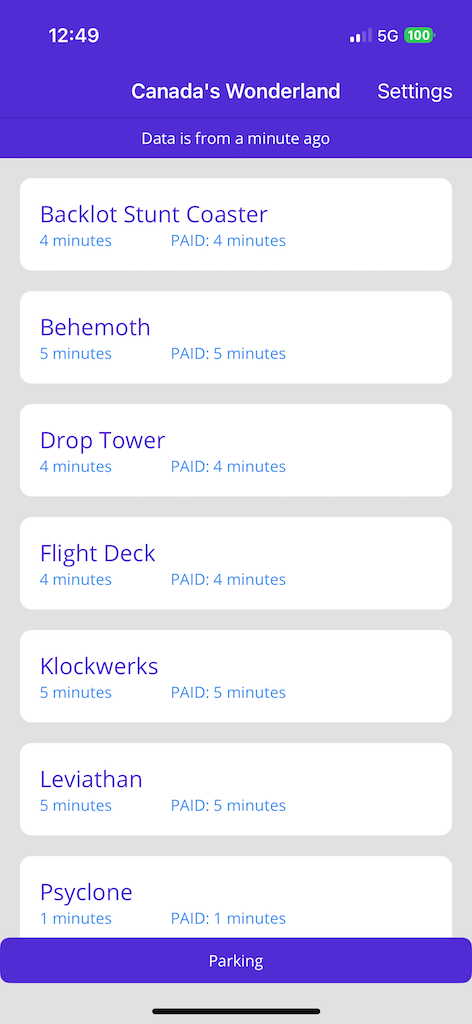 12:49
5G 100
Canada's Wonderland
Settings
Data is from a minute ago
Backlot Stunt Coaster
4 minutes PAID: 4 minutes
Behemoth
5 minutes PAID: 5 minutes
Drop Tower
4 minutes PAID: 4 minutes
Flight Deck
4 minutes PAID: 4 minutes
Klockwerks
5 minutes PAID: 5 minutes
Leviathan
5 minutes PAID: 5 minutes
Psyclone
1 minutes PAID: 1 minutes
Parking